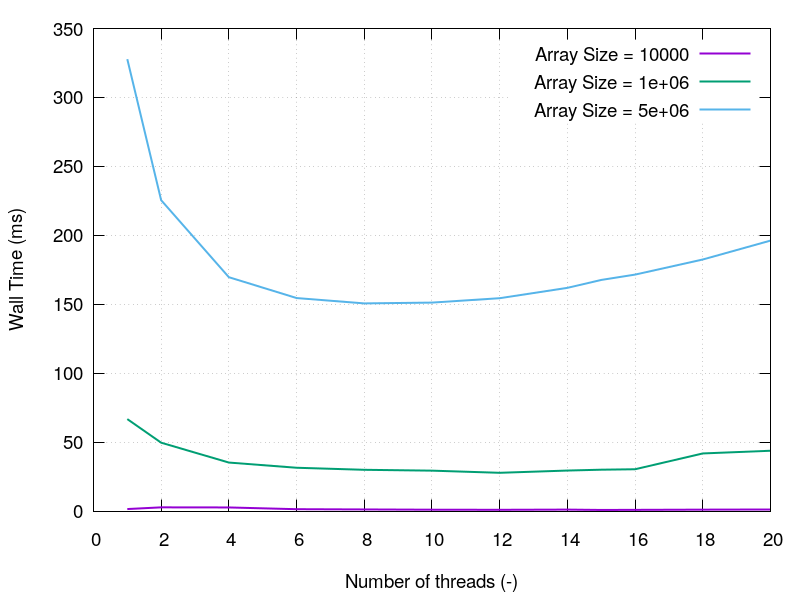 350
300
250
200
150
100
50
0
Wall Time (ms)
Array Size = 10000
Array Size = 1e+06
Array Size = 5e+06
0 2 4 6 8 10 12 14 16 18 20
Number of threads (-)